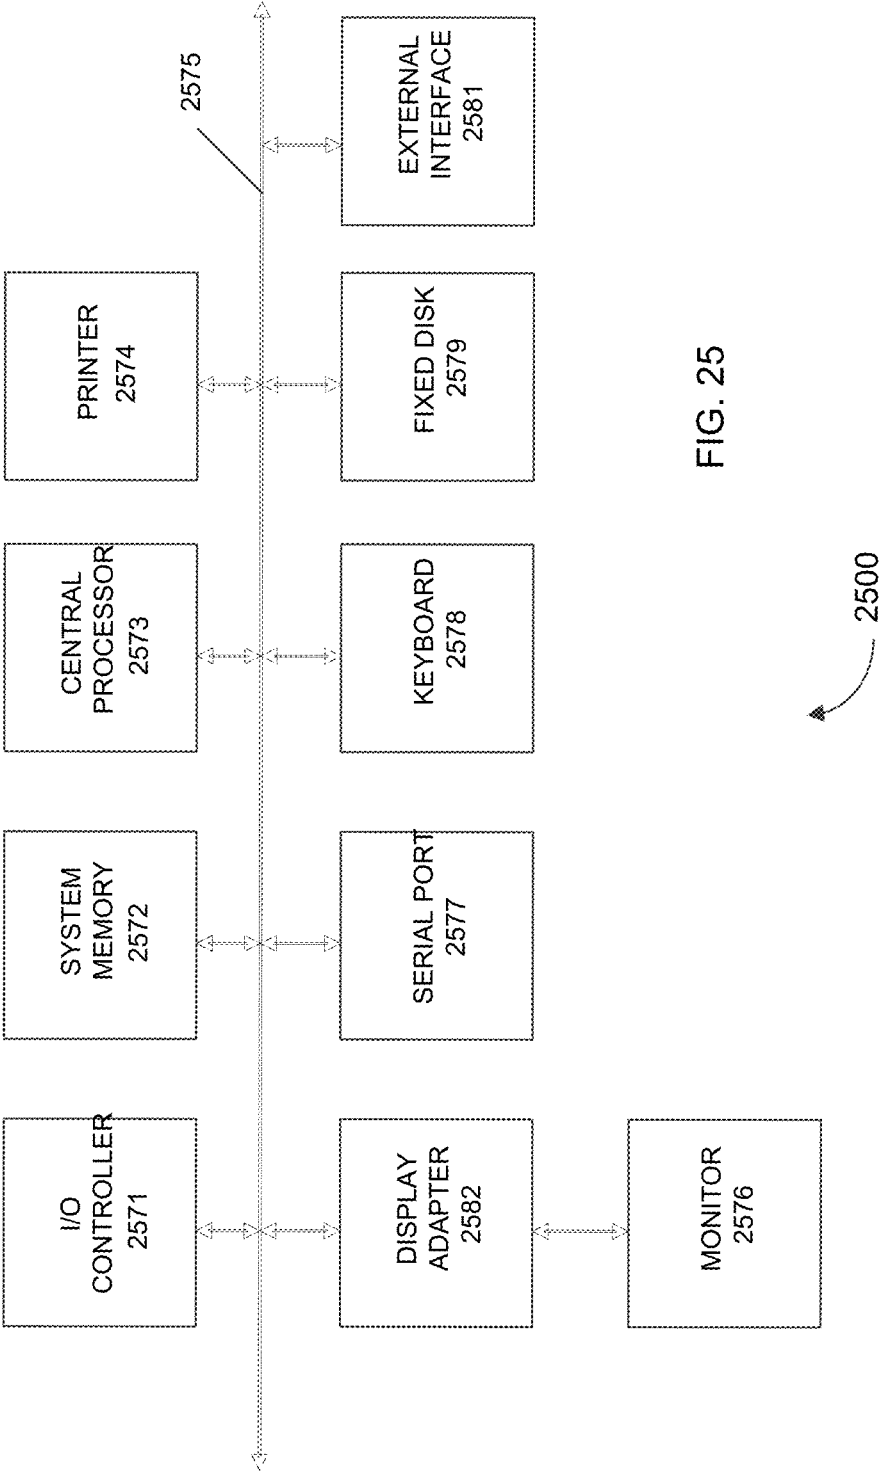 I/O
CONTROLLER
2571
SYSTEM
MEMORY
2572
CENTRAL
PROCESSOR
2573
PRINTER
2574
2575
DISPLAY
ADAPTER
2582
SERIAL PORT
2577
KEYBOARD
2578
FIXED DISK
2579
EXTERNAL
INTERFACE
2581
MONITOR
2576
FIG. 25
2500